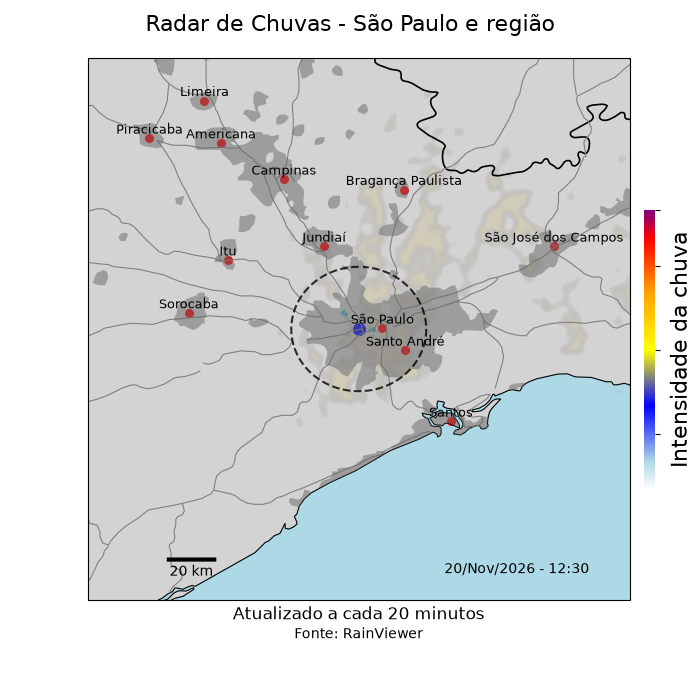 Radar de Chuvas - São Paulo e região
Limeira
Piracicaba
Americana
Campinas
Bragança Paulista
Jundiaí
São José dos Campos
Itu
Sorocaba
São Paulo
Santo André
Santos
Intensidade da chuva
20 km
20/Nov/2026 - 12:30
Atualizado a cada 20 minutos
Fonte: RainViewer